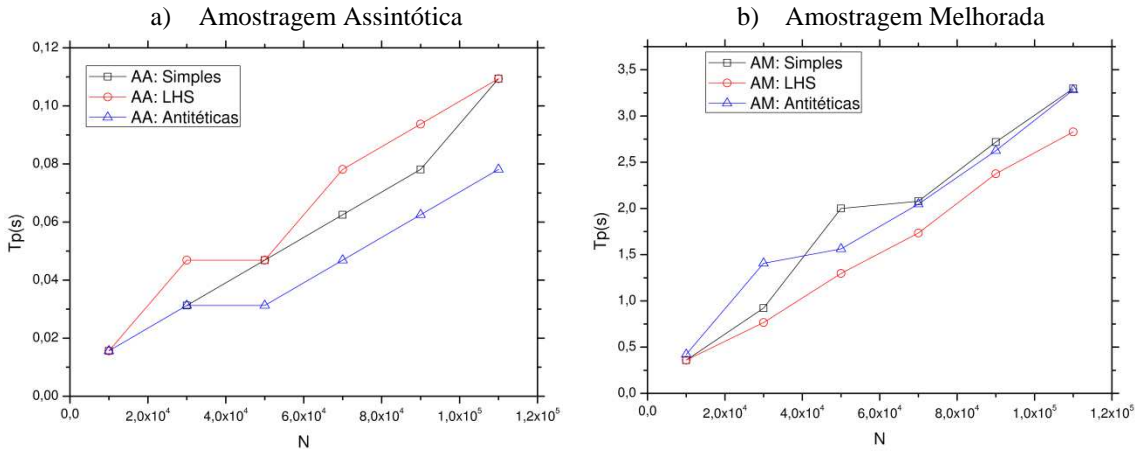 a) Amostragem Assintótica
0,12
0,10
0,08
0,06
0,04
0,02
0,00
Tp(s)
AA: Simples
AA: LHS
AA: Antitéticas
0,0
2,0x10⁴
4,0x10⁴
6,0x10⁴
8,0x10⁴
1,0x10⁵
1,2x10⁵
N
b) Amostragem Melhorada
3,5
3,0
2,5
2,0
1,5
1,0
0,5
0,0
Tp(s)
AM: Simples
AM: LHS
AM: Antitéticas
0,0
2,0x10⁴
4,0x10⁴
6,0x10⁴
8,0x10⁴
1,0x10⁵
1,2x10⁵
N